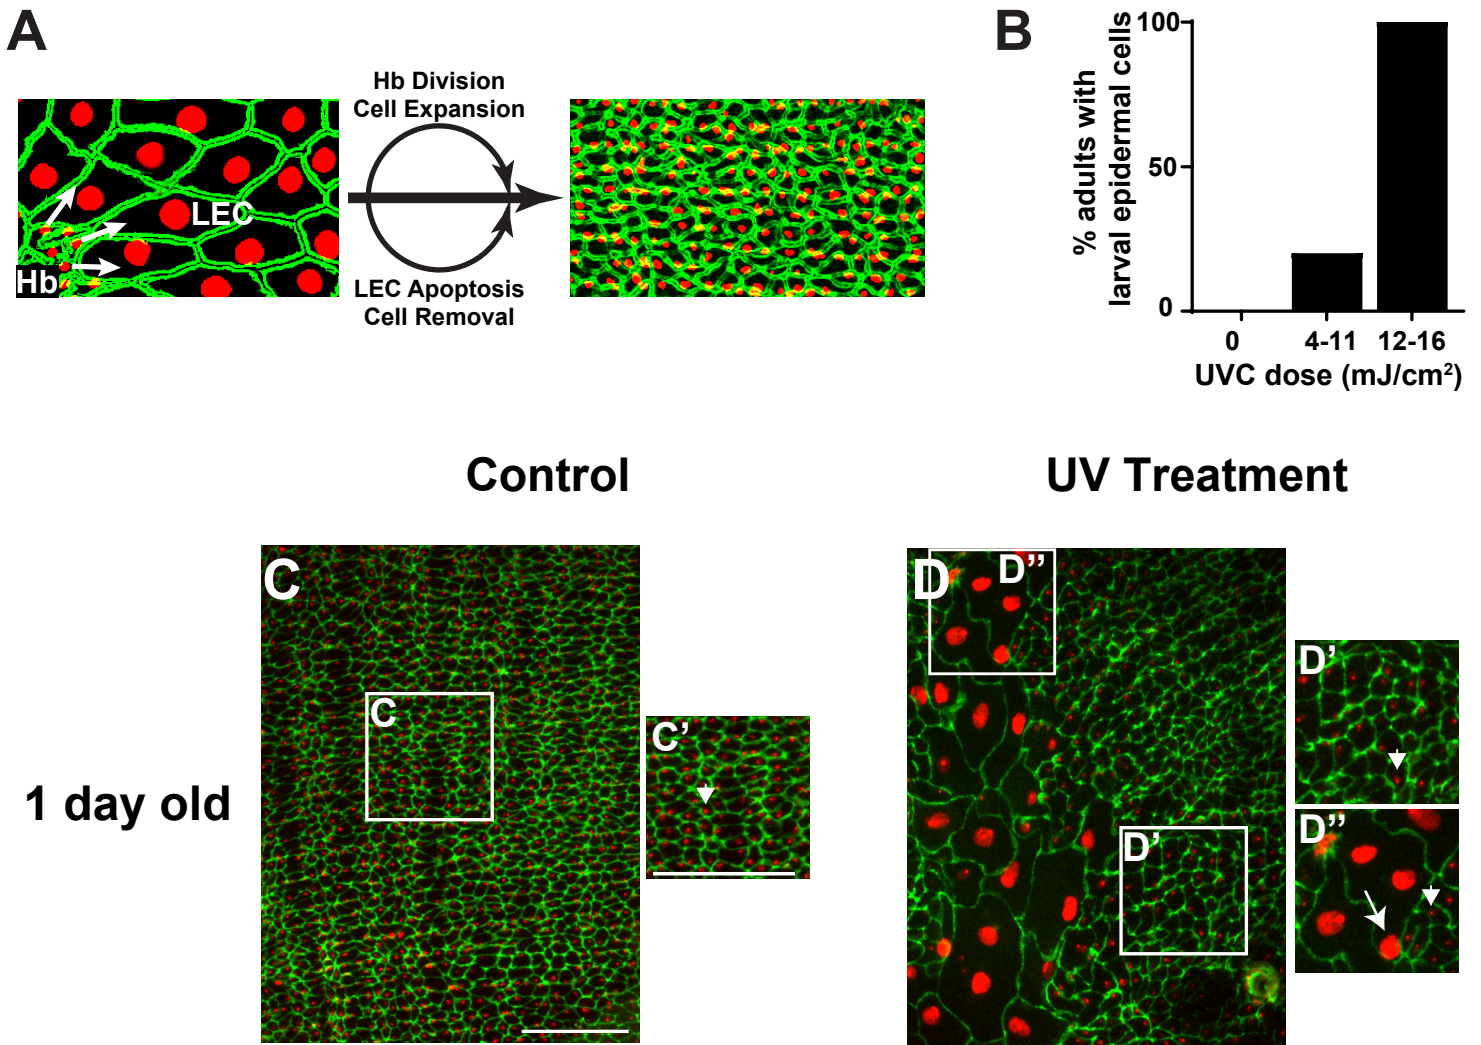 A
Hb Division
Cell Expansion
LEC
Hb
LEC Apoptosis
Cell Removal
B
% adults with
larval epidermal cells
100
50
0
0
4-11
12-16
UVC dose (mJ/cm²)
Control
UV Treatment
1 day old
C
C
C’
D
D’’
D’
D’
D’’